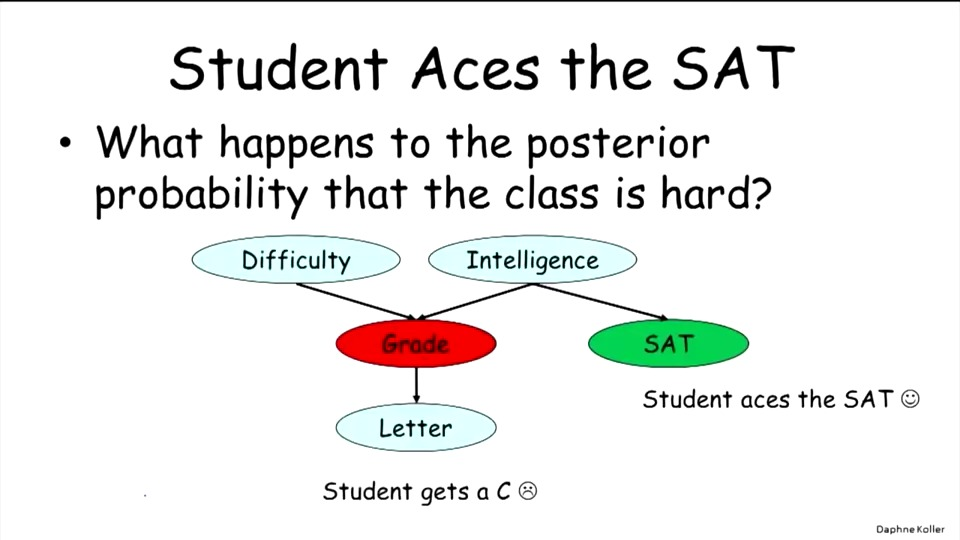 Student Aces the SAT
• What happens to the posterior
probability that the class is hard?
Difficulty
Intelligence
Grade
SAT
Student aces the SAT ☺
Letter
Student gets a C ☹
Daphne Koller